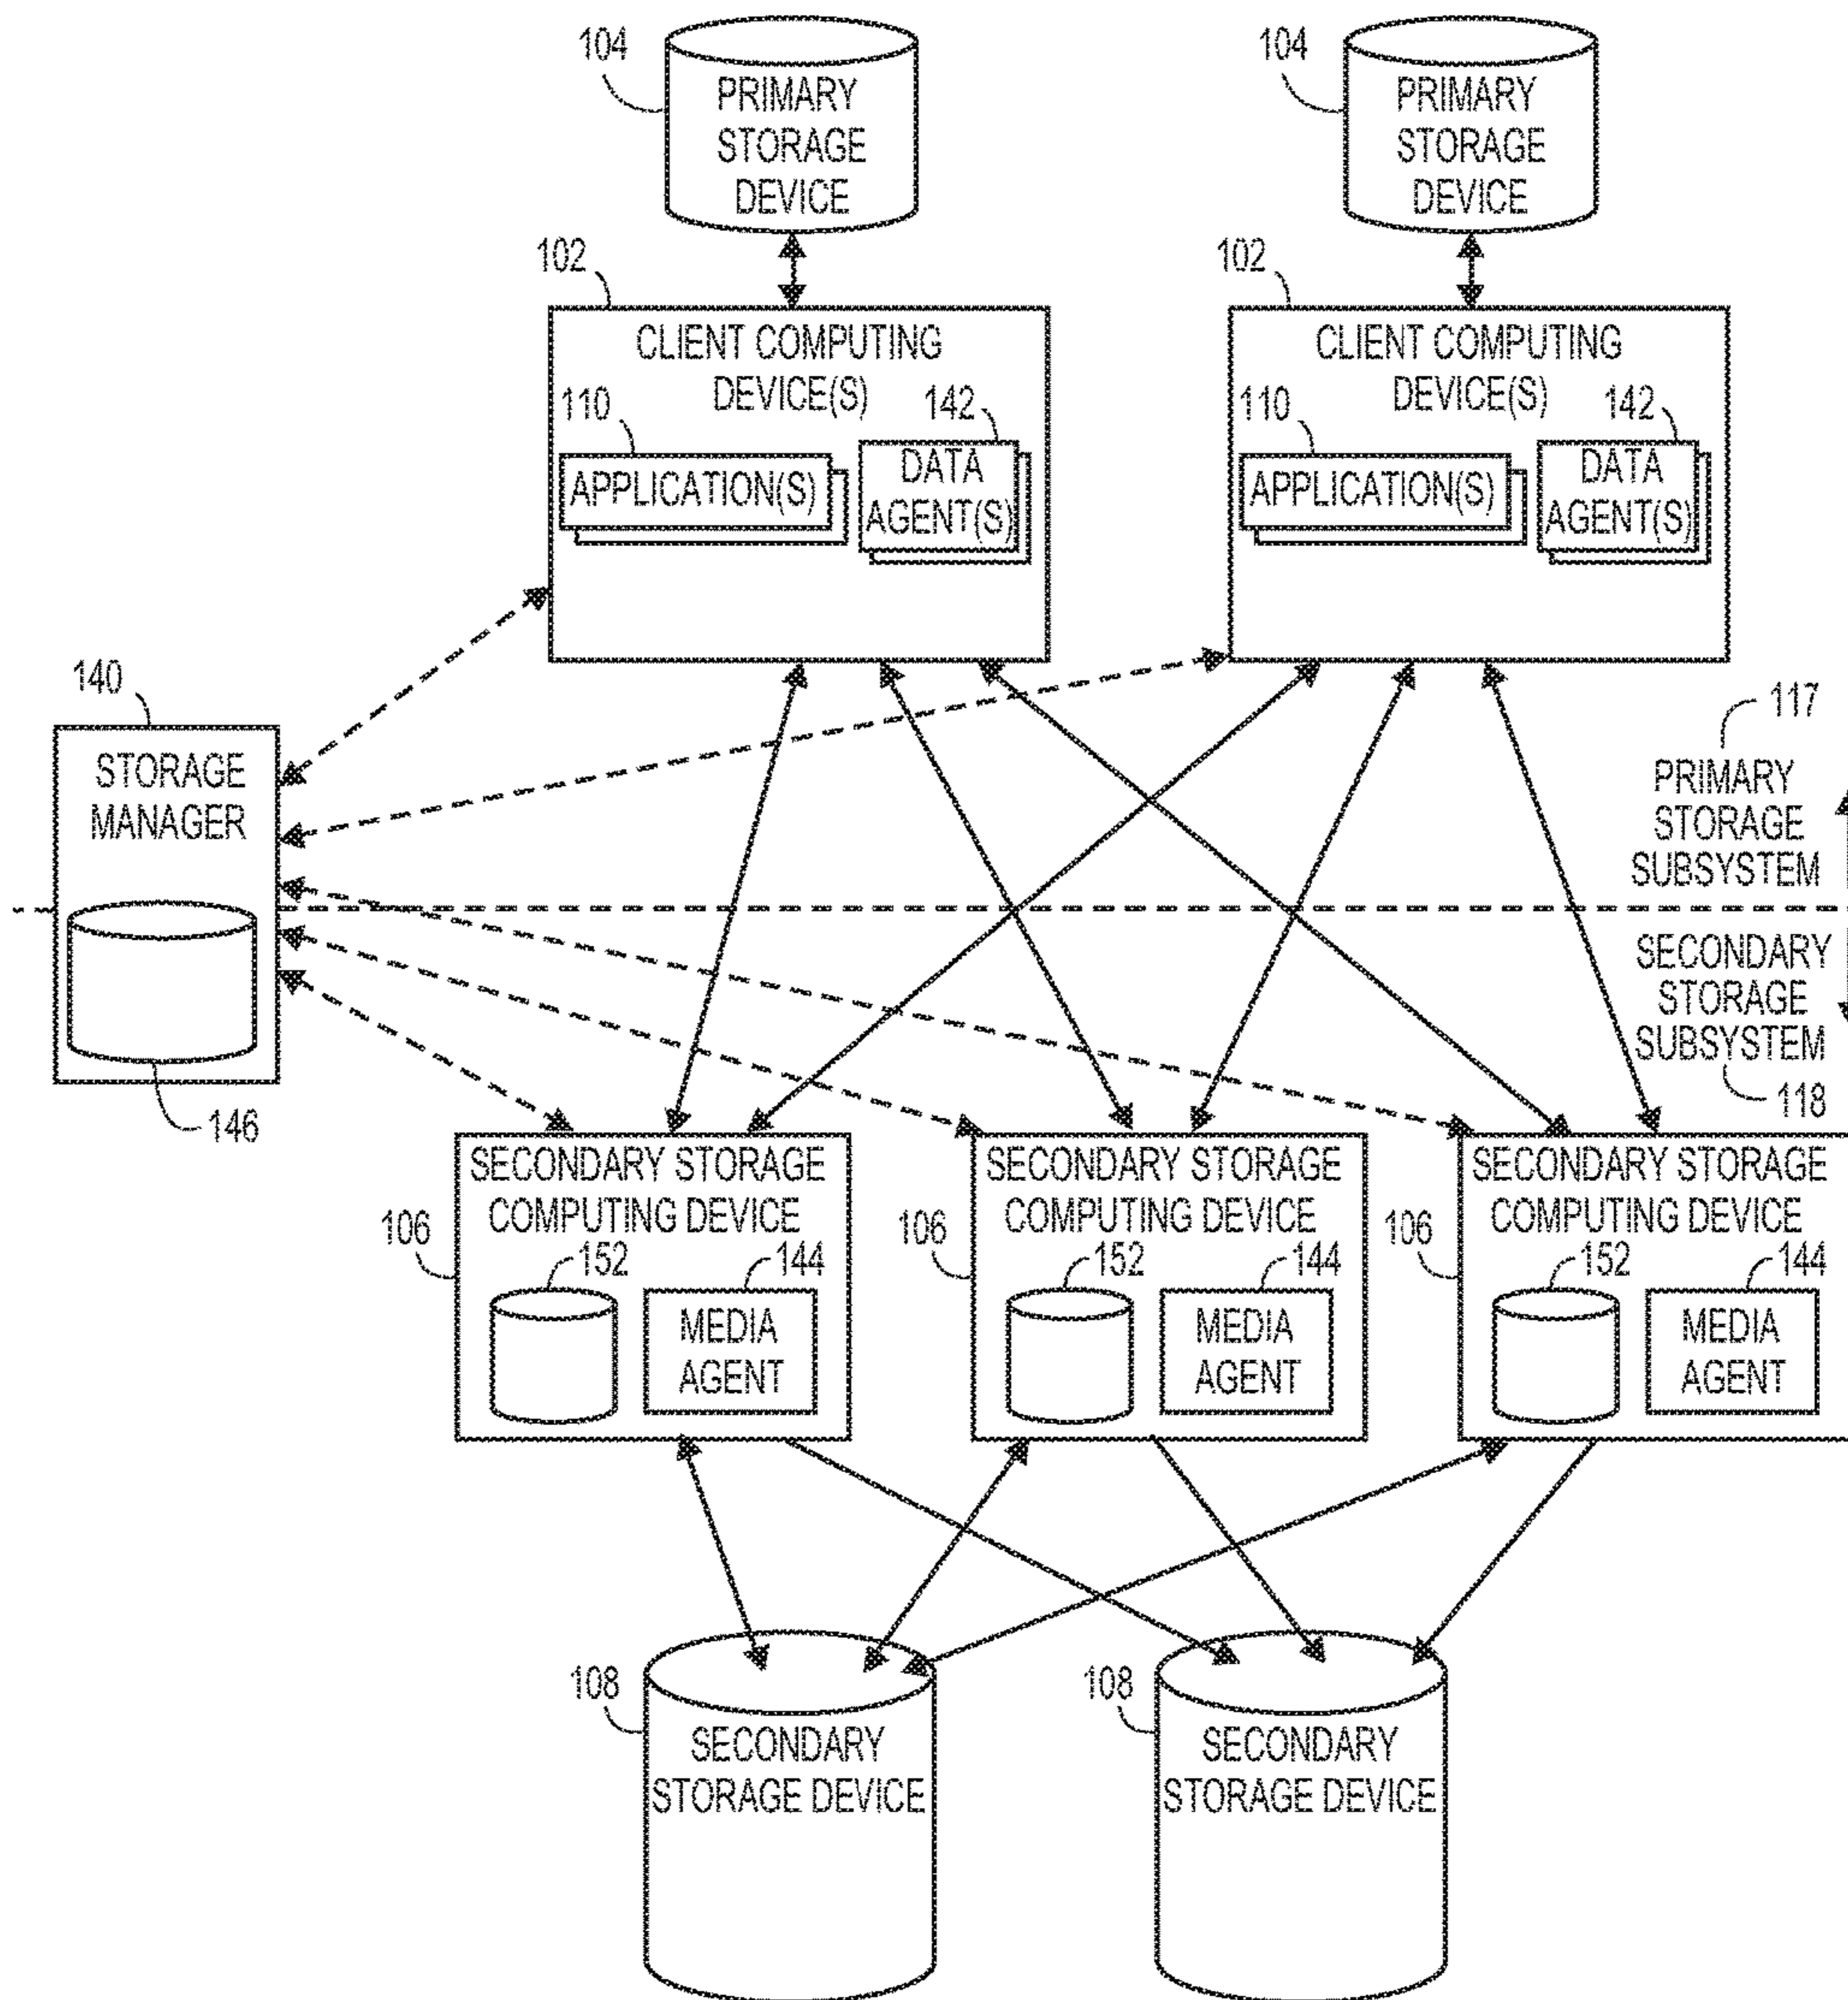 104
PRIMARY
STORAGE
DEVICE
104
PRIMARY
STORAGE
DEVICE
102
CLIENT COMPUTING
DEVICE(S)
110
142
APPLICATION(S)
DATA
AGENT(S)
102
CLIENT COMPUTING
DEVICE(S)
110
142
APPLICATION(S)
DATA
AGENT(S)
140
STORAGE
MANAGER
146
117
PRIMARY
STORAGE
SUBSYSTEM
SECONDARY
STORAGE
SUBSYSTEM
118
SECONDARY STORAGE
COMPUTING DEVICE
106
152
144
MEDIA
AGENT
SECONDARY STORAGE
COMPUTING DEVICE
106
152
144
MEDIA
AGENT
SECONDARY STORAGE
COMPUTING DEVICE
106
152
144
MEDIA
AGENT
108
SECONDARY
STORAGE DEVICE
108
SECONDARY
STORAGE DEVICE